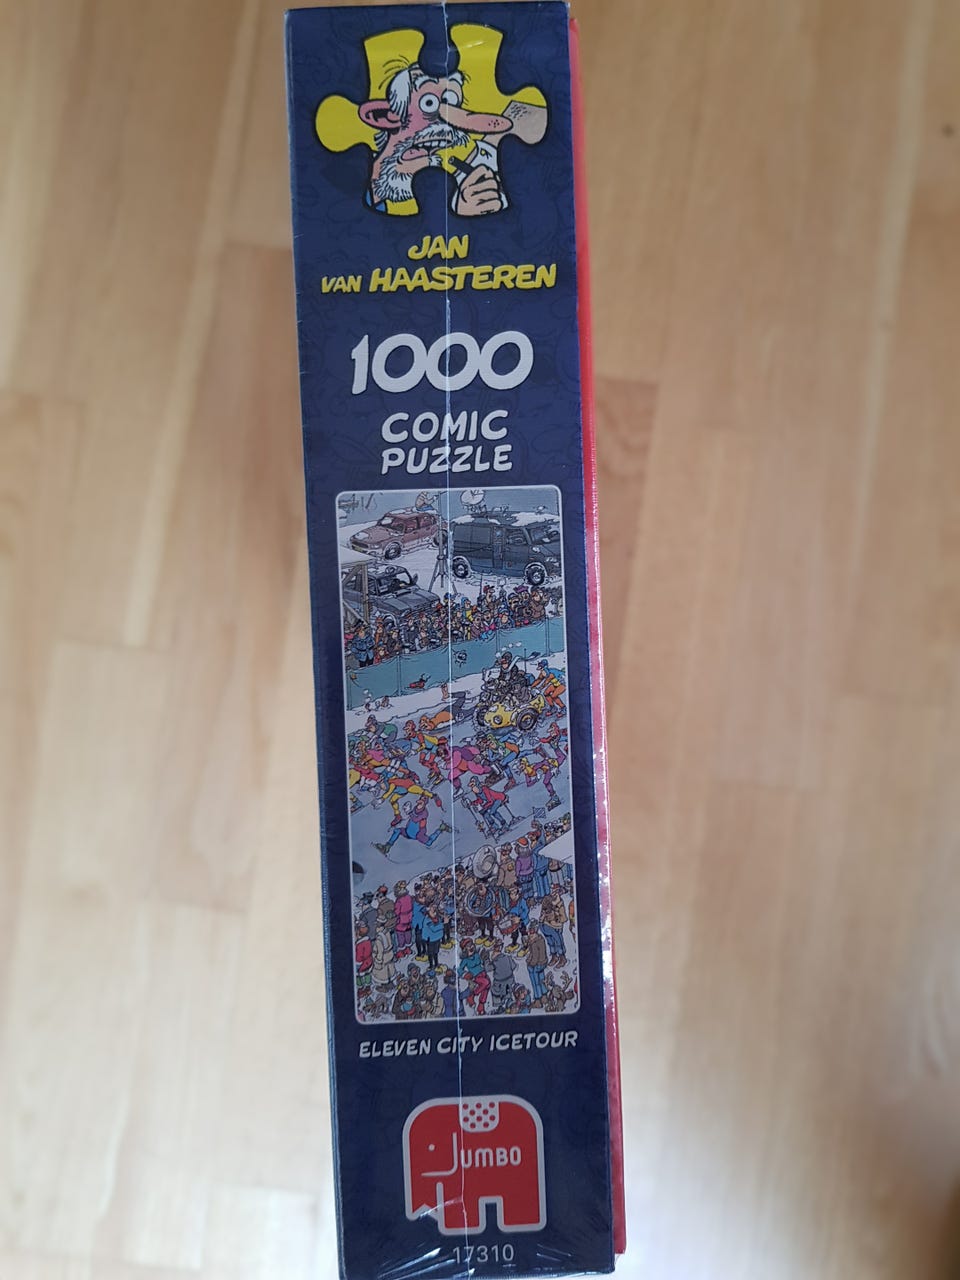 JAN
VAN HAASTEREN
1000
COMIC
PUZZLE
ELEVEN CITY ICETOUR
JUMBO
17310